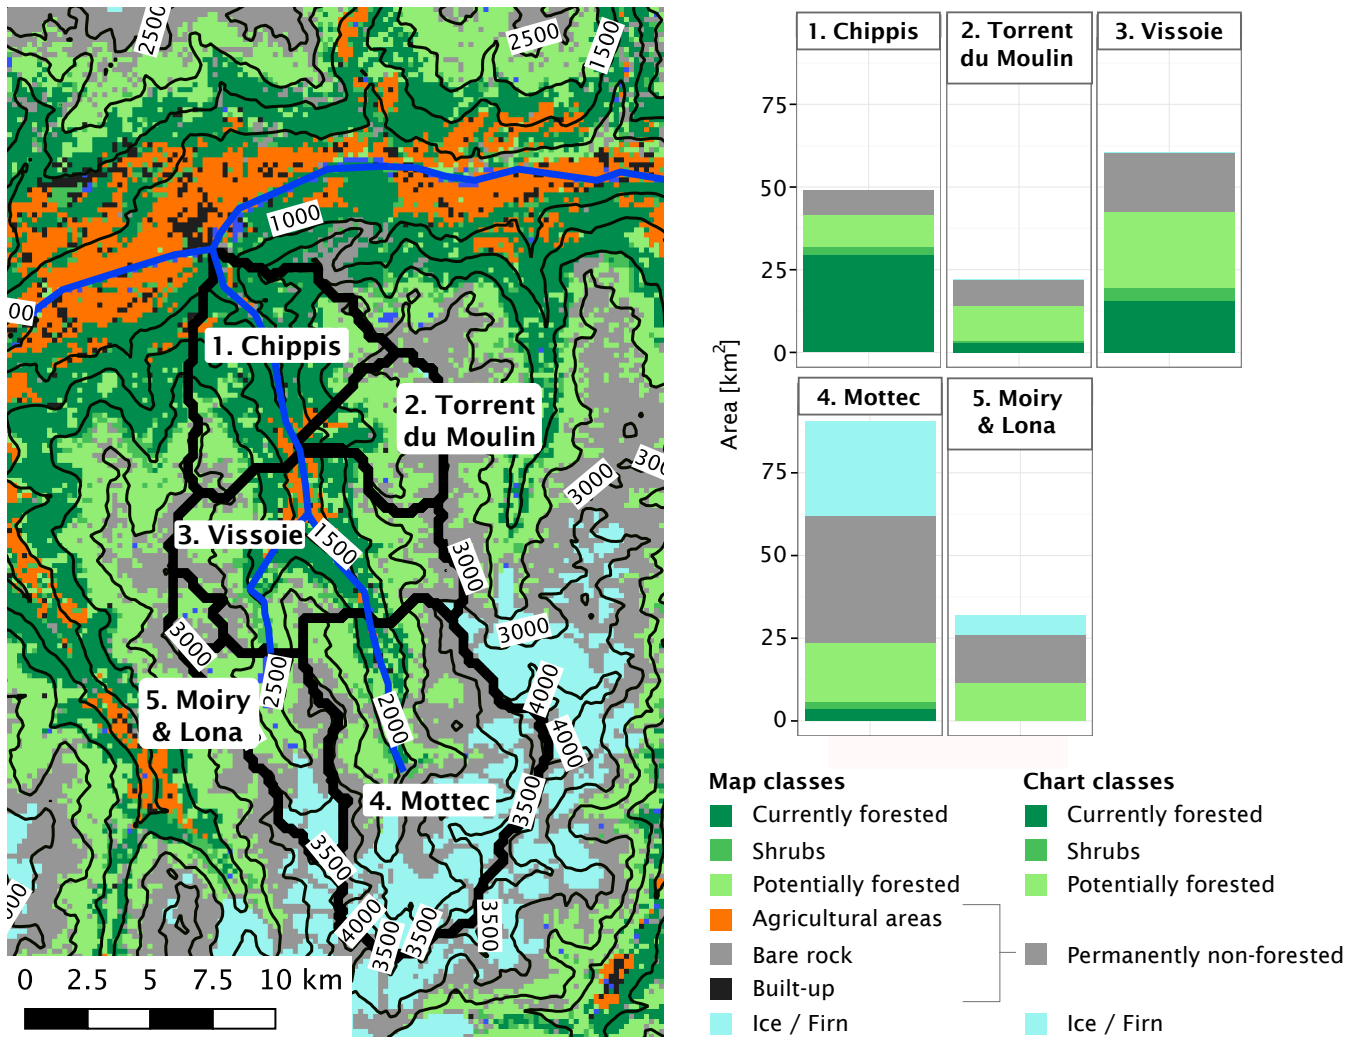 2500
2500
1500
1000
00
1. Chippis
2. Torrent
du Moulin
3000
300
3. Vissoie
1500
3000
3000
3000
2500
4000
5. Moiry
& Lona
2000
4000
4. Mottec
3500
3500
000
4000
3500
3500
3500
0 2.5 5 7.5 10 km
1. Chippis
2. Torrent
du Moulin
3. Vissoie
75
50
25
0
Area [km²]
4. Mottec
5. Moiry
& Lona
75
50
25
0
Map classes
Currently forested
Shrubs
Potentially forested
Agricultural areas
Bare rock
Built-up
Ice / Firn
Chart classes
Currently forested
Shrubs
Potentially forested
Permanently non-forested
Ice / Firn